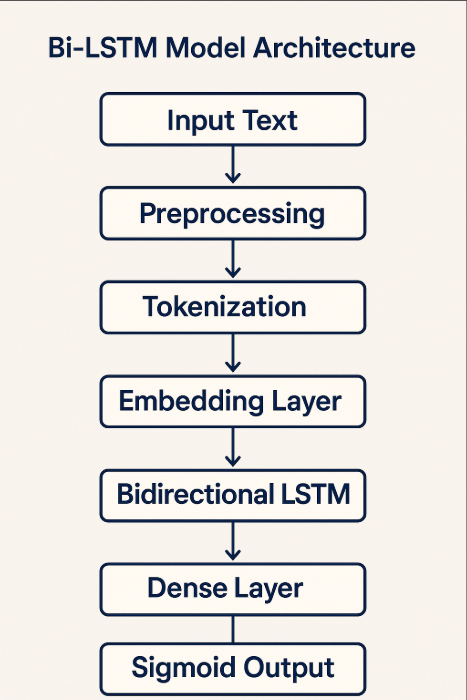 Bi-LSTM Model Architecture
Input Text
Preprocessing
Tokenization
Embedding Layer
Bidirectional LSTM
Dense Layer
Sigmoid Output